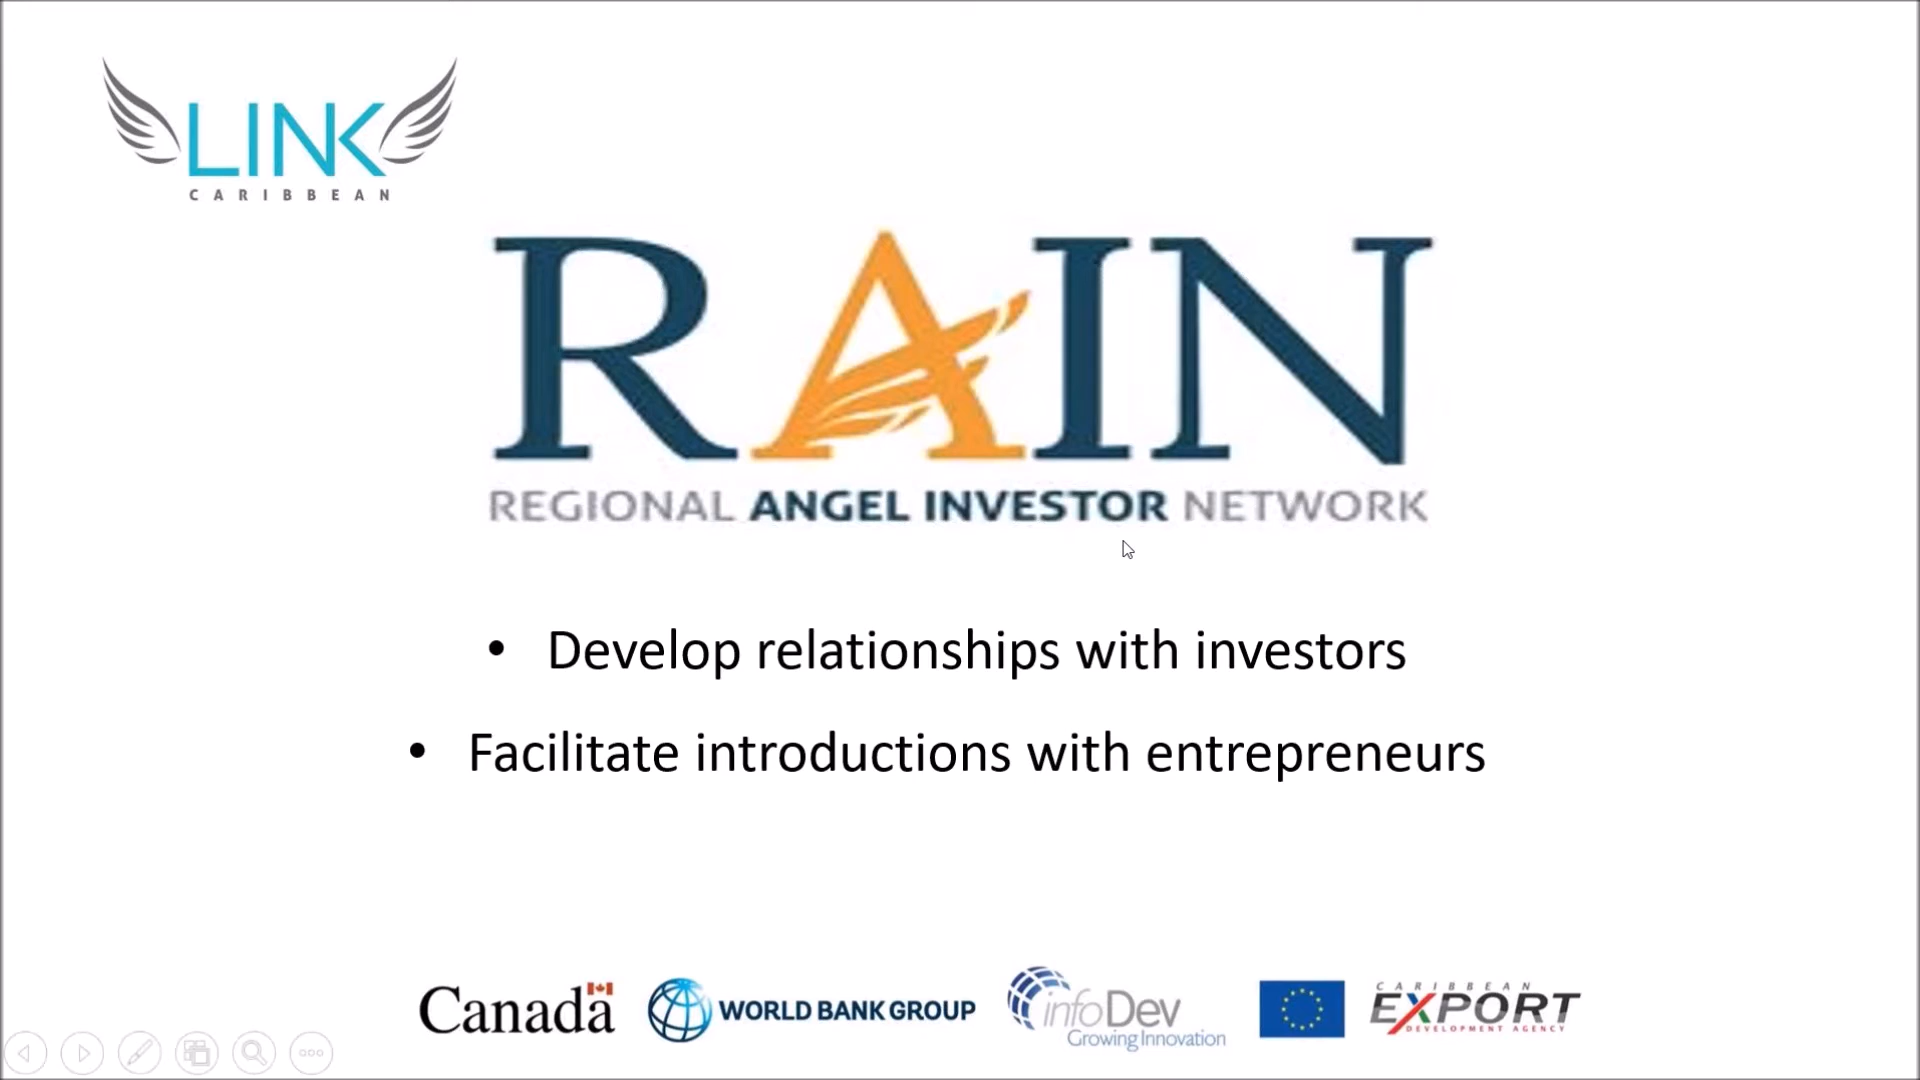 LINK
CARIBBEAN
RAIN
REGIONAL ANGEL INVESTOR NETWORK
• Develop relationships with investors
• Facilitate introductions with entrepreneurs
Canada
WORLD BANK GROUP
infoDev
Growing Innovation
CARIBBEAN
EXPORT
DEVELOPMENT AGENCY